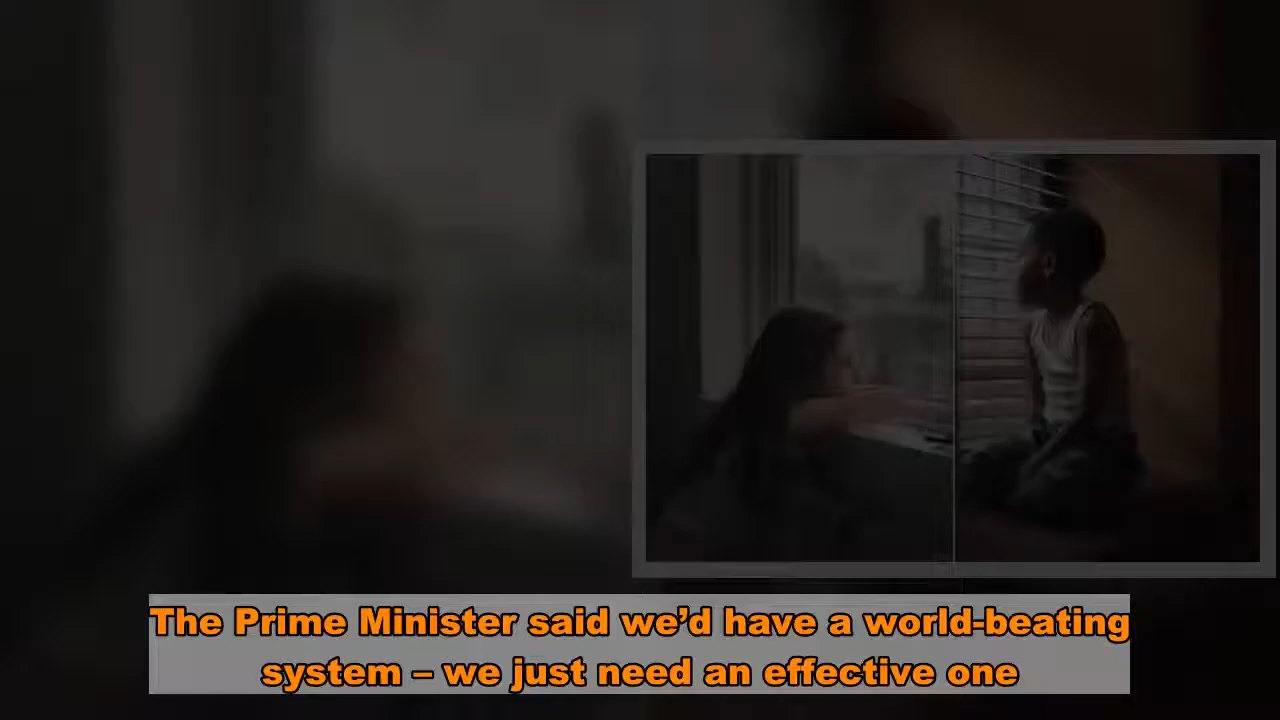 The Prime Minister said we’d have a world-beating
system – we just need an effective one